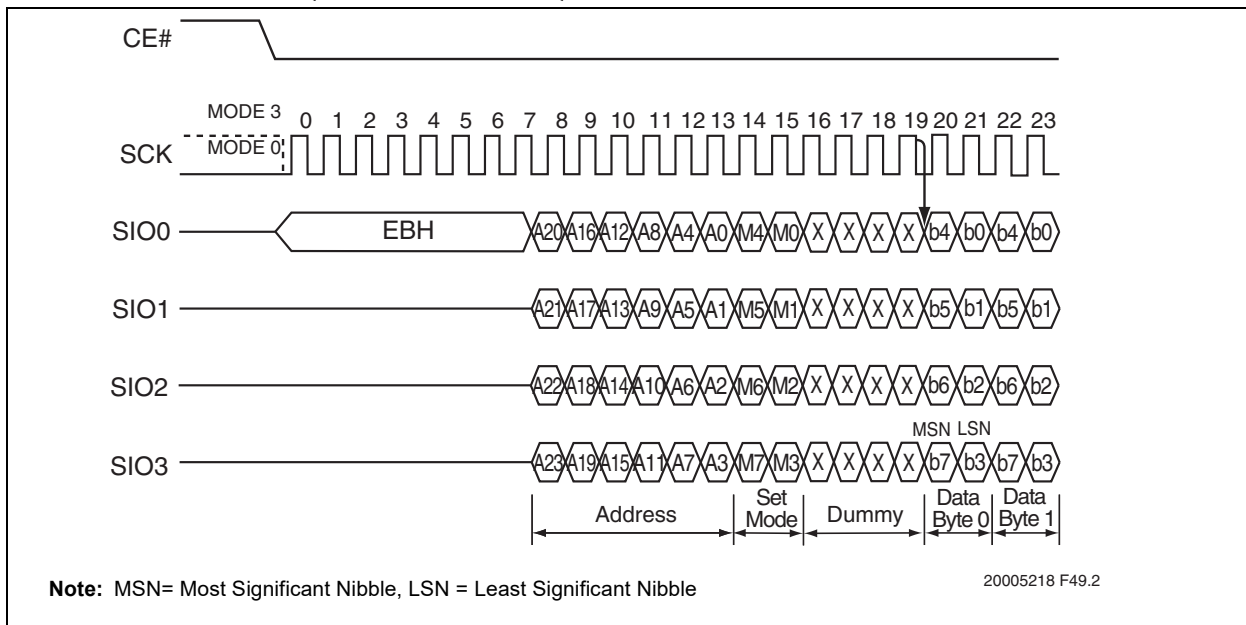 CE#
MODE 3
0 1 2 3 4 5 6 7 8 9 10 11 12 13 14 15 16 17 18 19 20 21 22 23
SCK
MODE 0
SIO0 EBH A20 A16 A12 A8 A4 A0 M4 M0 X X X X b4 b0 b4 b0
SIO1 A21 A17 A13 A9 A5 A1 M5 M1 X X X X b5 b1 b5 b1
SIO2 A22 A18 A14 A10 A6 A2 M6 M2 X X X X b6 b2 b6 b2
MSN LSN
SIO3 A23 A19 A15 A11 A7 A3 M7 M3 X X X X b7 b3 b7 b3
Address
Set
Mode
Dummy
Data
Byte 0
Data
Byte 1
Note: MSN= Most Significant Nibble, LSN = Least Significant Nibble
20005218 F49.2